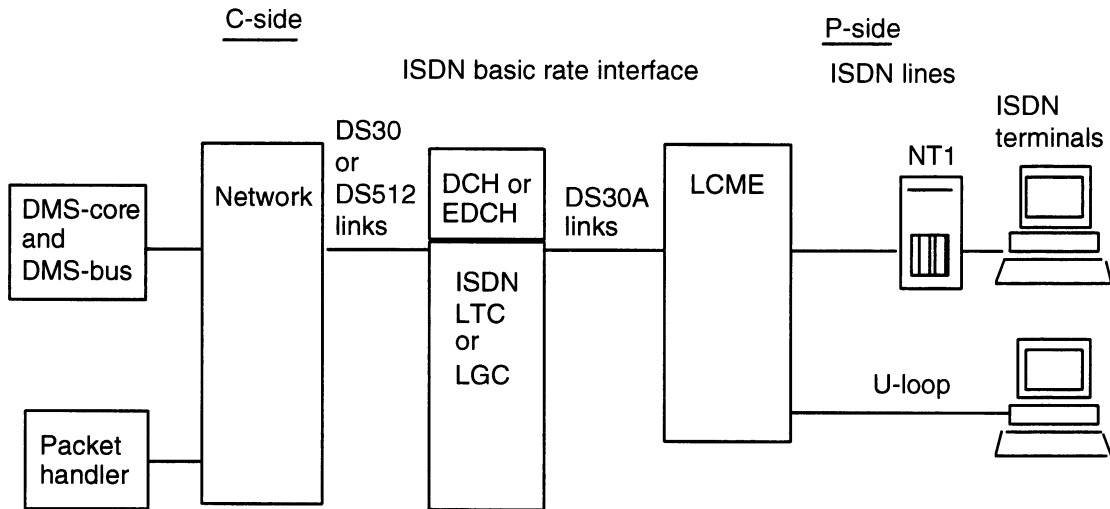 C-side
P-side
ISDN basic rate interface
ISDN lines
DS30
or
DS512
links
ISDN
terminals
NT1
DMS-core
and
DMS-bus
Network
DCH or
EDCH
DS30A
links
LCME
ISDN
LTC
or
LGC
U-loop
Packet
handler